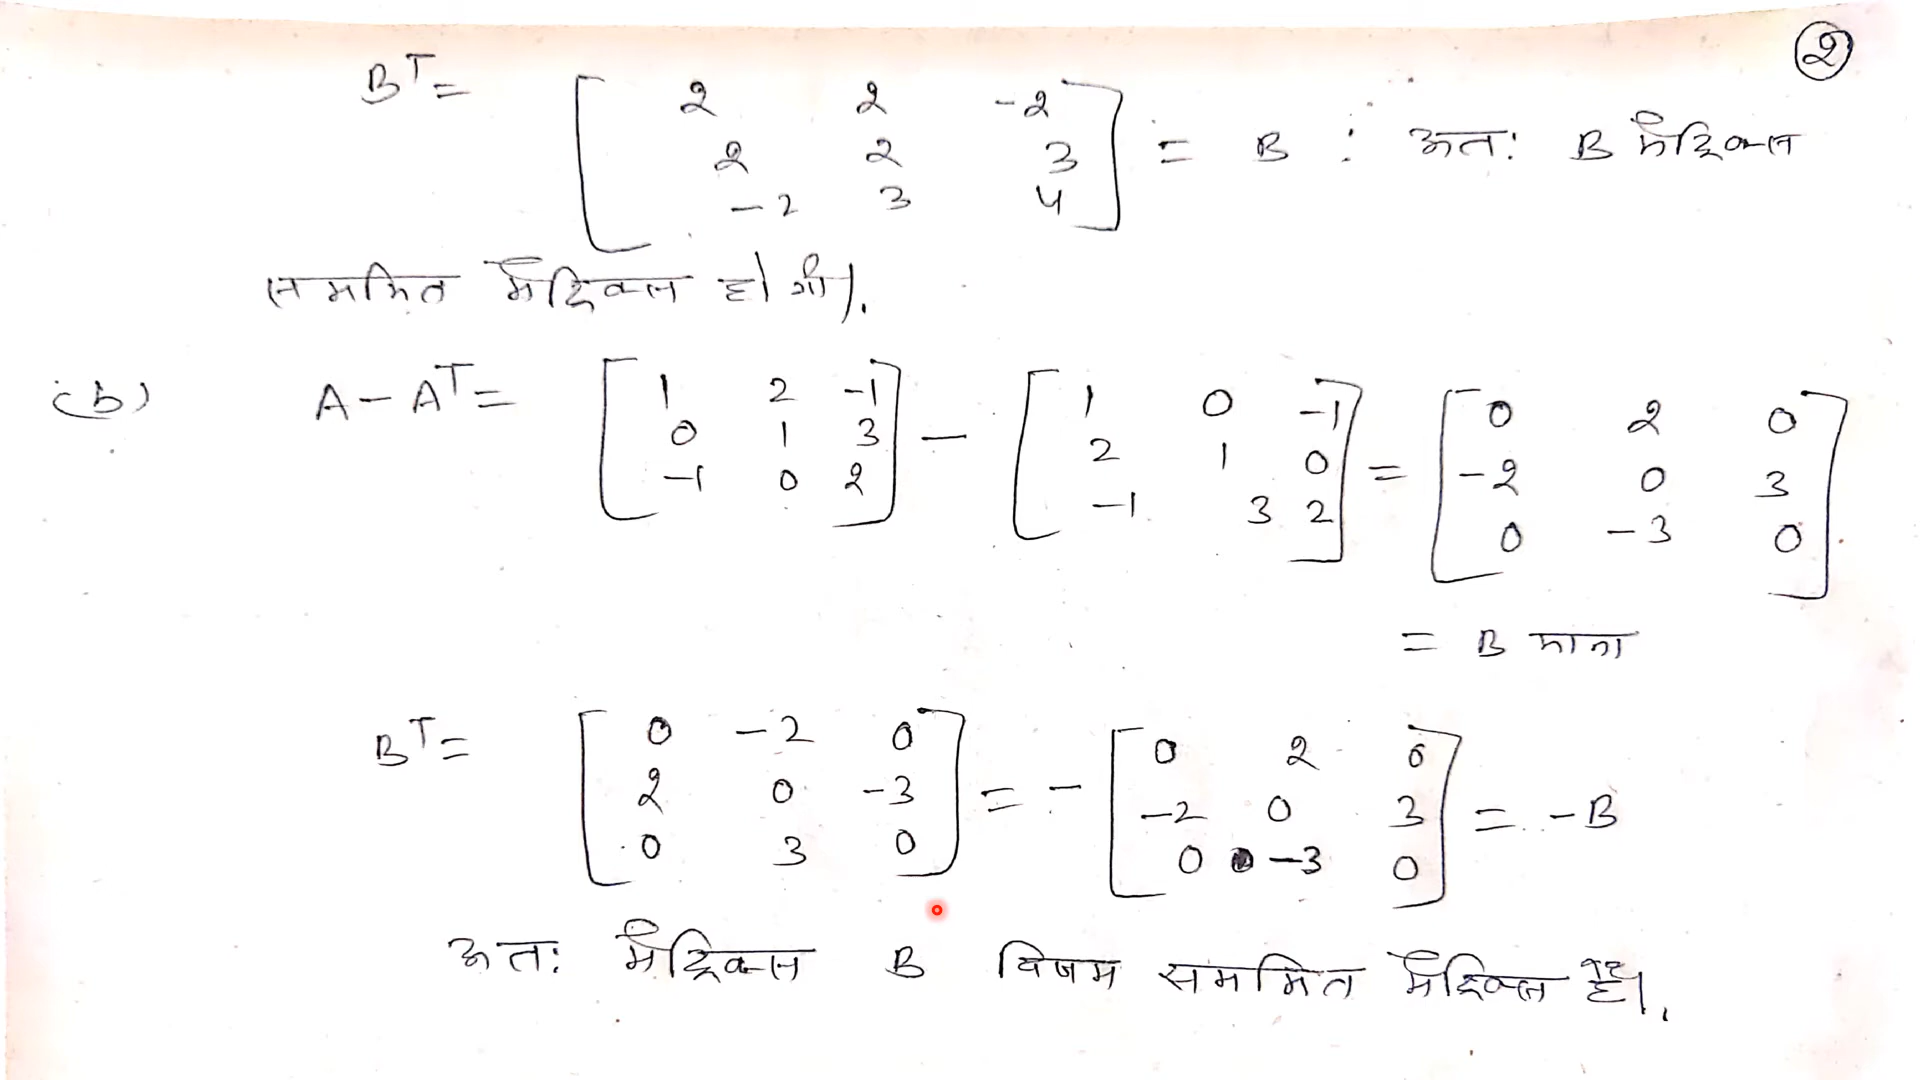 ②
Bᵀ = [ 2 2 -2
2 2 3
-2 3 4 ] = B : अतः B मैट्रिक्स
सममित मैट्रिक्स होगी।
(b) A - Aᵀ = [ 1 2 -1
0 1 3
-1 0 2 ] - [ 1 0 -1
2 1 0
-1 3 2 ] = [ 0 2 0
-2 0 3
0 -3 0 ]
= B माना
Bᵀ = [ 0 -2 0
2 0 -3
0 3 0 ] = - [ 0 2 0
-2 0 3
0 -3 0 ] = -B
अतः मैट्रिक्स B विषम सममित मैट्रिक्स है।